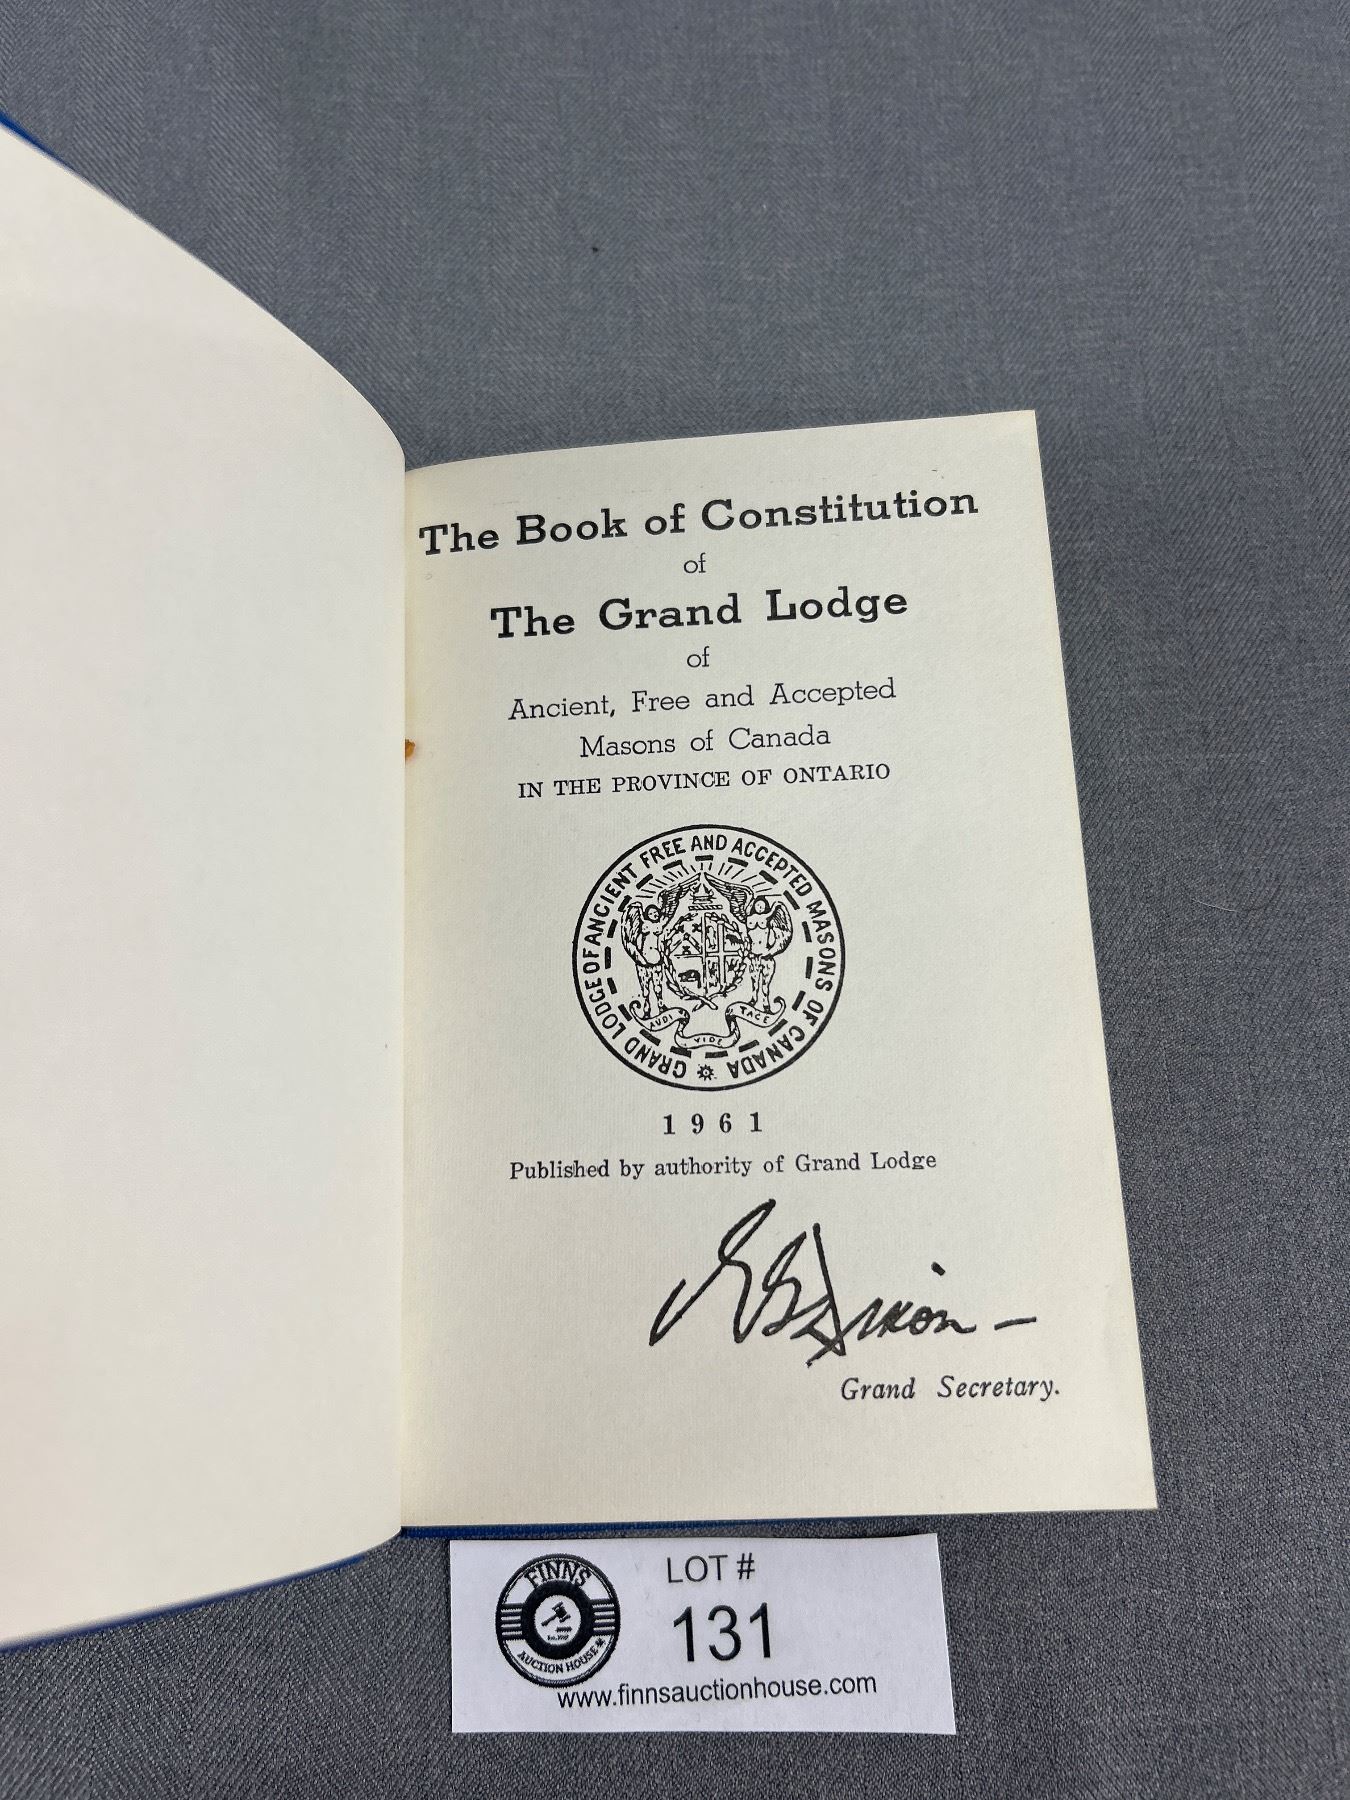 The Book of Constitution
of
The Grand Lodge
of
Ancient, Free and Accepted
Masons of Canada
IN THE PROVINCE OF ONTARIO
GRAND LODGE OF ANCIENT FREE AND ACCEPTED MASONS OF CANADA
AUDI VIDE TACE
1961
Published by authority of Grand Lodge
Dixon
Grand Secretary.
FINNS
AUCTION HOUSE
LOT #
131
www.finnsauctionhouse.com